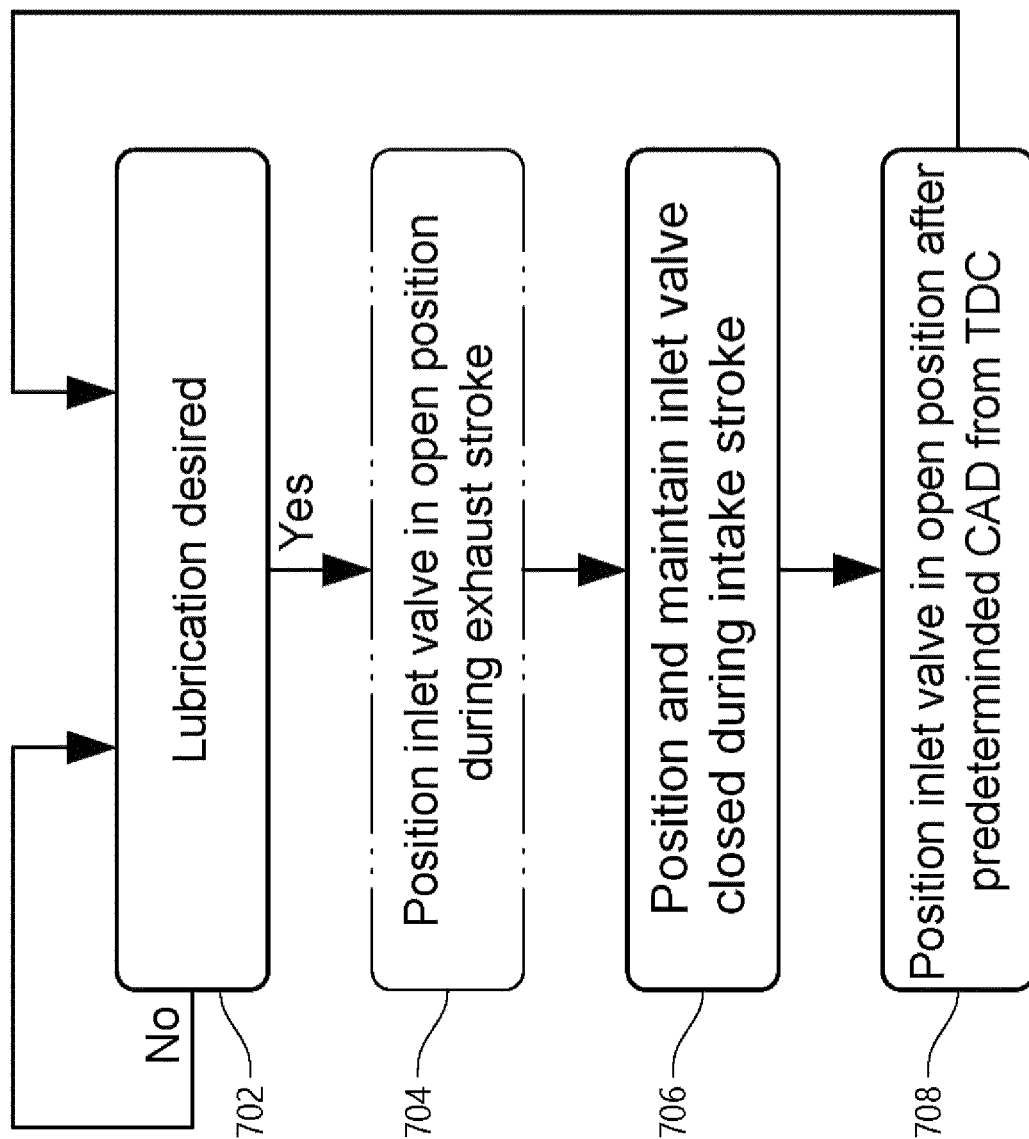 Lubrication desired
No
702
Yes
Position inlet valve in open position
during exhaust stroke
704
Position and maintain inlet valve
closed during intake stroke
706
Position inlet valve in open position after
predeterminded CAD from TDC
708